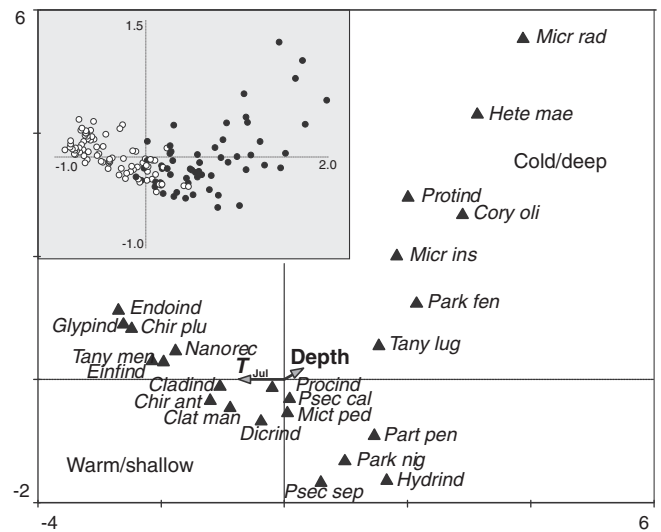 6
1.5
Micr rad
Hete mae
-1.0
2.0
Cold/deep
Protind
Cory oli
-1.0
Micr ins
Endoind
Park fen
Glypind
Chir plu
Tany lug
Nanorec
Tany men
Depth
Einfind
T Jul
Cladind
Procind
Chir ant
Psec cal
Clat man
Mict ped
Dicrind
Part pen
Warm/shallow
Park nig
Hydrind
Psec sep
-2
-4
6